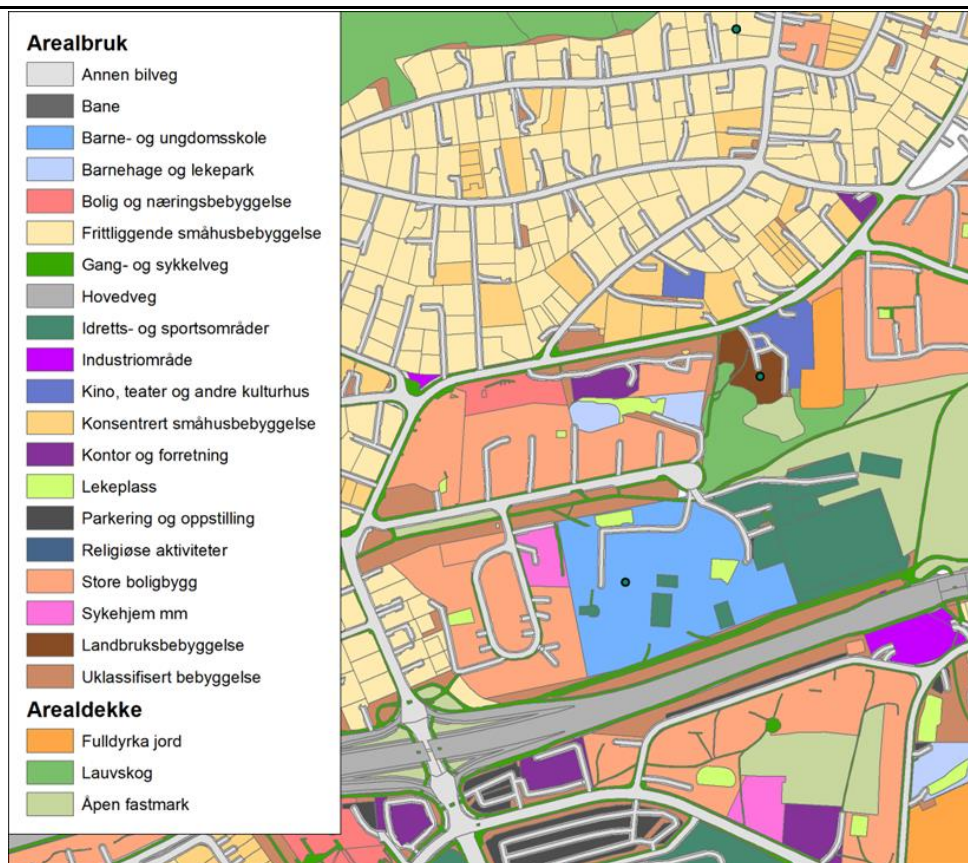 Arealbruk
Annen bilveg
Bane
Barne- og ungdomsskole
Barnehage og lekepark
Bolig og næringsbebyggelse
Frittliggende småhusbebyggelse
Gang- og sykkelveg
Hovedveg
Idretts- og sportsområder
Industriområde
Kino, teater og andre kulturhus
Konsentrert småhusbebyggelse
Kontor og forretning
Lekeplass
Parkering og oppstilling
Religiøse aktiviteter
Store boligbygg
Sykehjem mm
Landbruksbebyggelse
Uklassifisert bebyggelse
Arealdekke
Fulldyrka jord
Lauvskog
Åpen fastmark